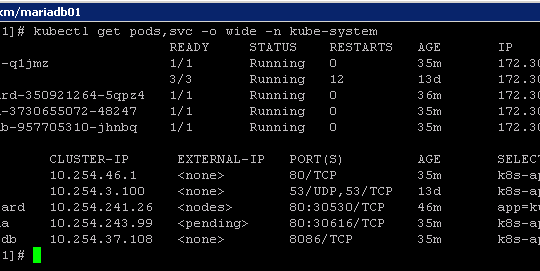 xm/mariadb01
1]# kubectl get pods,svc -o wide -n kube-system
READY STATUS RESTARTS AGE IP
-q1jmz 1/1 Running 0 35m 172.30
3/3 Running 12 13d 172.30
ard-350921264-5qpz4 1/1 Running 0 36m 172.30
-3730655072-48247 1/1 Running 0 35m 172.30
b-957705310-jhnbq 1/1 Running 0 35m 172.30
CLUSTER-IP EXTERNAL-IP PORT(S) AGE SELECT
10.254.46.1 <none> 80/TCP 35m k8s-ap
10.254.3.100 <none> 53/UDP,53/TCP 13d k8s-ap
ard 10.254.241.26 <nodes> 80:30530/TCP 46m app=ku
a 10.254.243.99 <pending> 80:30616/TCP 35m k8s-ap
db 10.254.37.108 <none> 8086/TCP 35m k8s-ap
1]#